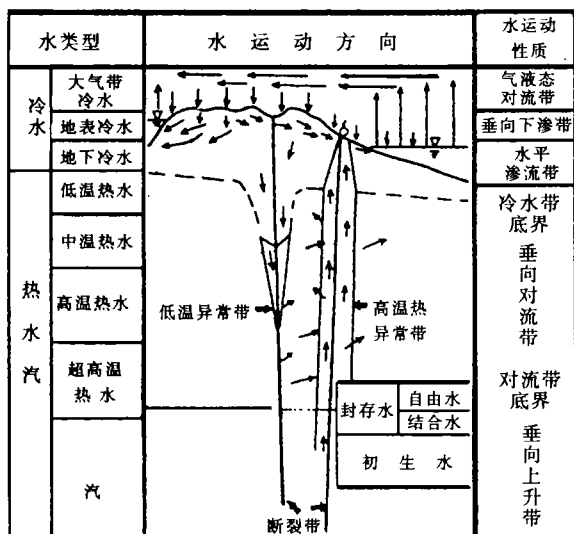 水类型
水运动方向
水运动
性质
冷水
大气带
冷水
地表冷水
地下冷水
气液态
对流带
垂向下渗带
水平
渗流带
热水汽
低温热水
中温热水
高温热水
超高温
热水
汽
低温异常带
高温热
异常带
封存水
自由水
结合水
初生水
断裂带
冷水带
底界
垂向对流带
对流带
底界
垂向上升带